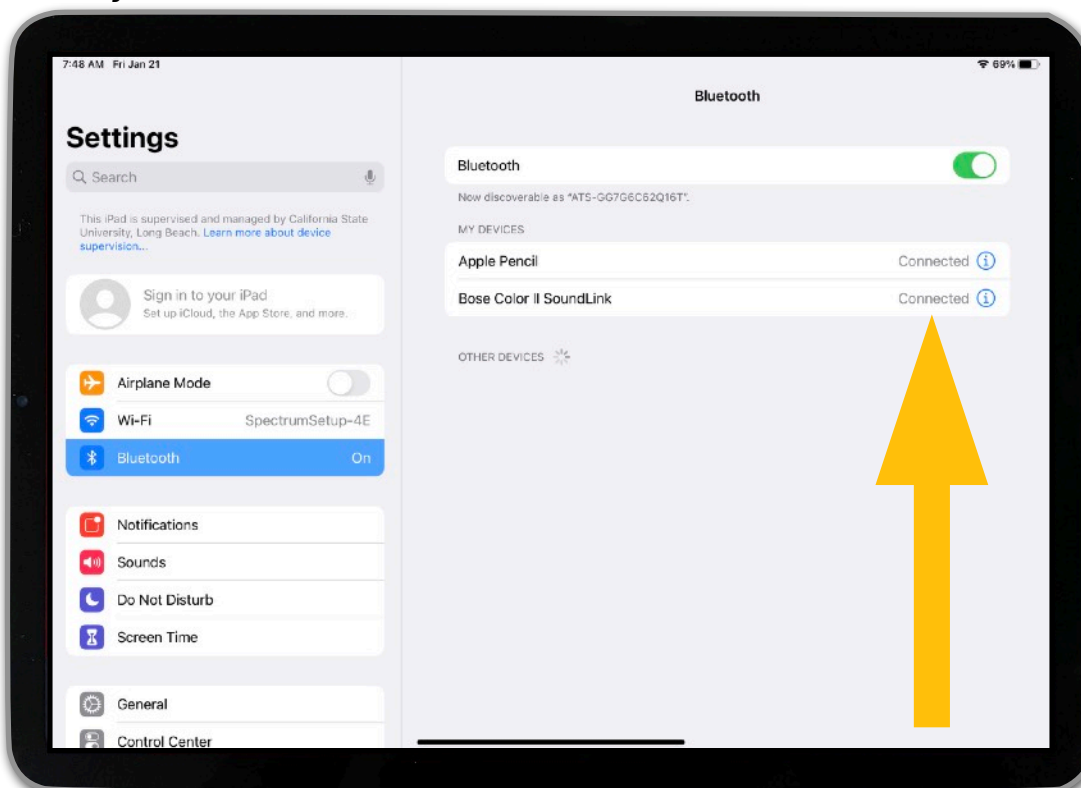 7:48 AM Fri Jan 21
69%
Settings
Search
This iPad is supervised and managed by California State
University, Long Beach. Learn more about device
supervision...
Sign in to your iPad
Set up iCloud, the App Store, and more.
Airplane Mode
Wi-Fi SpectrumSetup-4E
Bluetooth On
Notifications
Sounds
Do Not Disturb
Screen Time
General
Control Center
Bluetooth
Bluetooth
Now discoverable as "ATS-GG7G6C62Q16T".
MY DEVICES
Apple Pencil Connected
Bose Color II SoundLink Connected
OTHER DEVICES